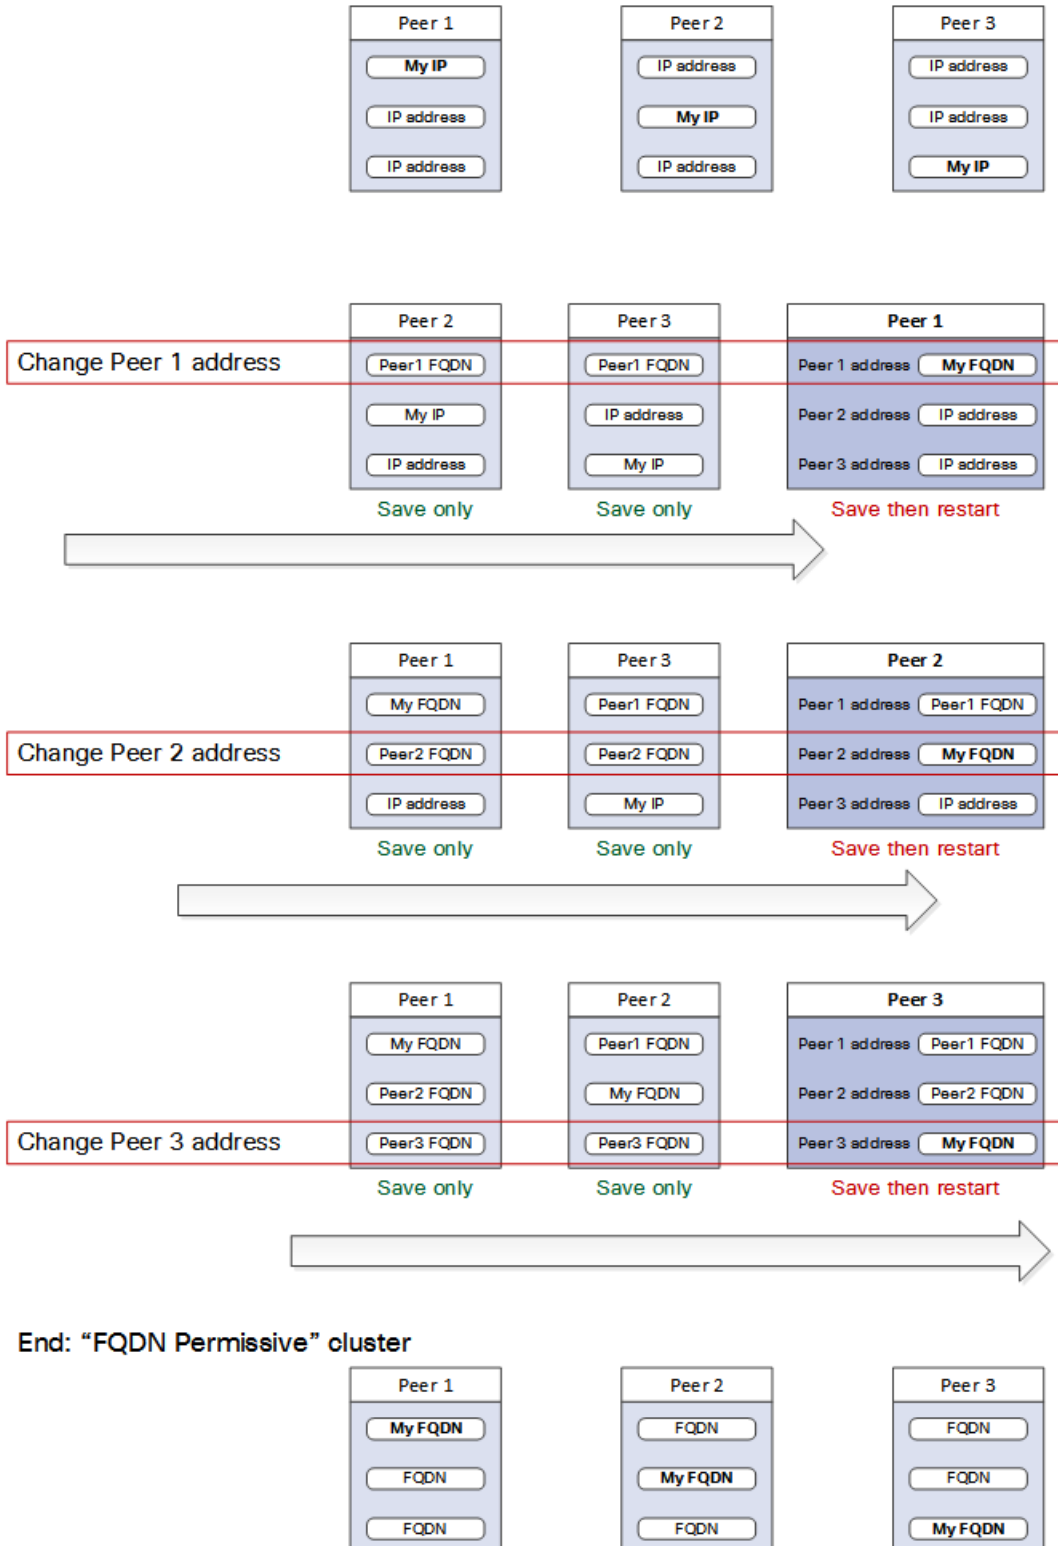 Peer 1 Peer 2 Peer 3
My IP IP address IP address
IP address My IP IP address
IP address IP address My IP
Peer 2 Peer 3 Peer 1
Change Peer 1 address Peer1 FQDN Peer1 FQDN Peer 1 address My FQDN
My IP IP address Peer 2 address IP address
IP address My IP Peer 3 address IP address
Save only Save only Save then restart
Peer 1 Peer 3 Peer 2
My FQDN Peer1 FQDN Peer 1 address Peer1 FQDN
Change Peer 2 address Peer2 FQDN Peer2 FQDN Peer 2 address My FQDN
IP address My IP Peer 3 address IP address
Save only Save only Save then restart
Peer 1 Peer 2 Peer 3
My FQDN Peer1 FQDN Peer 1 address Peer1 FQDN
Peer2 FQDN My FQDN Peer 2 address Peer2 FQDN
Change Peer 3 address Peer3 FQDN Peer3 FQDN Peer 3 address My FQDN
Save only Save only Save then restart
End: “FQDN Permissive” cluster
Peer 1 Peer 2 Peer 3
My FQDN FQDN FQDN
FQDN My FQDN FQDN
FQDN FQDN My FQDN